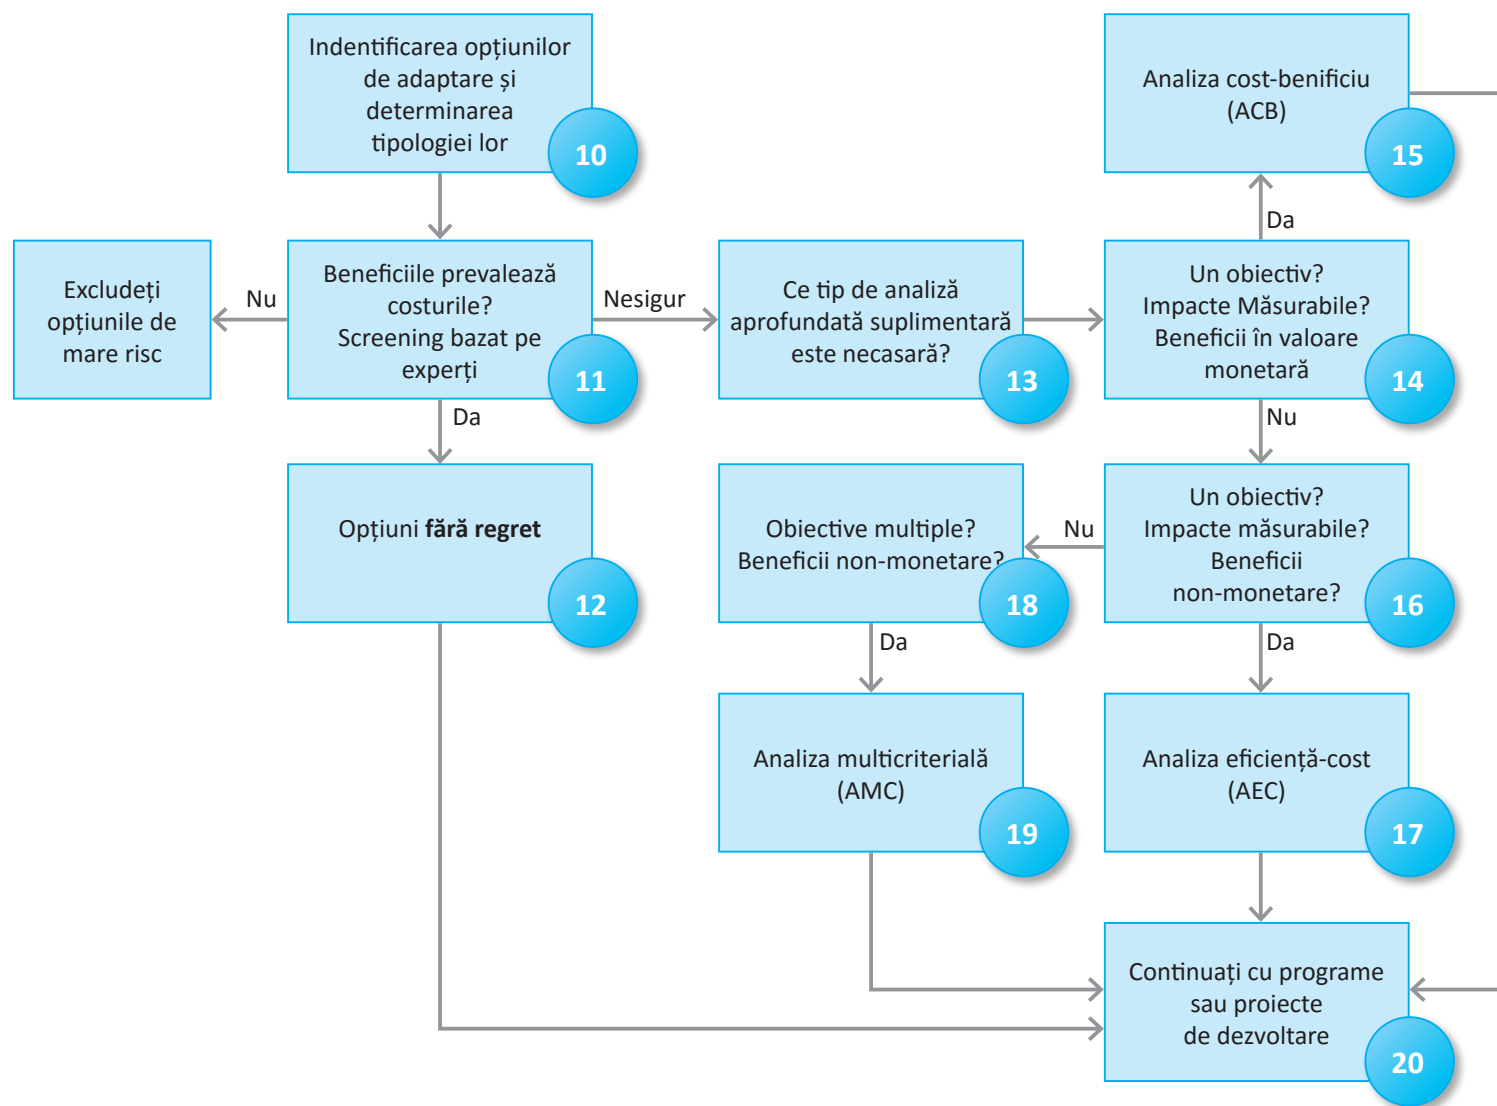 Indentificarea opțiunilor
de adaptare și
determinarea
tipologiei lor
10
Analiza cost-benificiu
(ACB)
15
Da
Excludeți
opțiunile de
mare risc
Nu
Beneficiile prevalează
costurile?
Screening bazat pe
experți
11
Nesigur
Ce tip de analiză
aprofundată suplimentară
este necasară?
13
Un obiectiv?
Impacte Măsurabile?
Beneficii în valoare
monetară
14
Da
Nu
Opțiuni fără regret
12
Obiective multiple?
Beneficii non-monetare?
18
Nu
Un obiectiv?
Impacte măsurabile?
Beneficii
non-monetare?
16
Da
Da
Analiza multicriterială
(AMC)
19
Analiza eficiență-cost
(AEC)
17
Continuați cu programe
sau proiecte
de dezvoltare
20